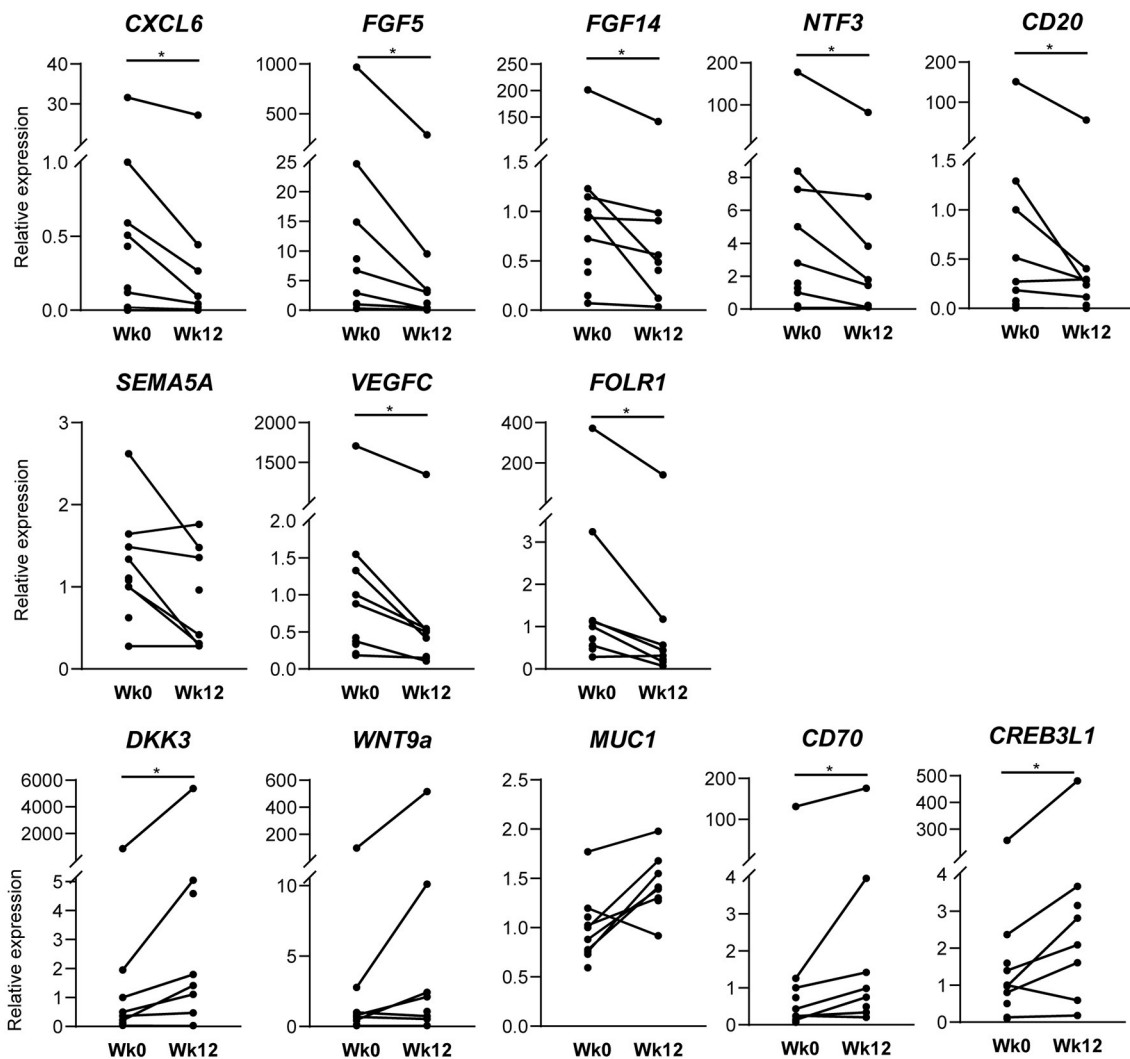 CXCL6 FGF5 FGF14 NTF3 CD20
* * * * *
Relative expression
40 30 1.0 0.5 0.0
1000 500 25 20 15 10 5 0
250 200 150 100 1.5 1.0 0.5 0.0
200 100 8 6 4 2 0
200 100 1.5 1.0 0.5 0.0
Wk0 Wk12 Wk0 Wk12 Wk0 Wk12 Wk0 Wk12 Wk0 Wk12
SEMA5A VEGFC FOLR1
* *
Relative expression
3 2 1 0
2000 1500 2.0 1.5 1.0 0.5 0.0
400 200 3 2 1 0
Wk0 Wk12 Wk0 Wk12 Wk0 Wk12
DKK3 WNT9a MUC1 CD70 CREB3L1
* * *
Relative expression
6000 4000 2000 5 4 3 2 1 0
600 400 200 10 5 0
2.5 2.0 1.5 1.0 0.5 0.0
200 100 4 3 2 1 0
500 400 300 4 3 2 1 0
Wk0 Wk12 Wk0 Wk12 Wk0 Wk12 Wk0 Wk12 Wk0 Wk12